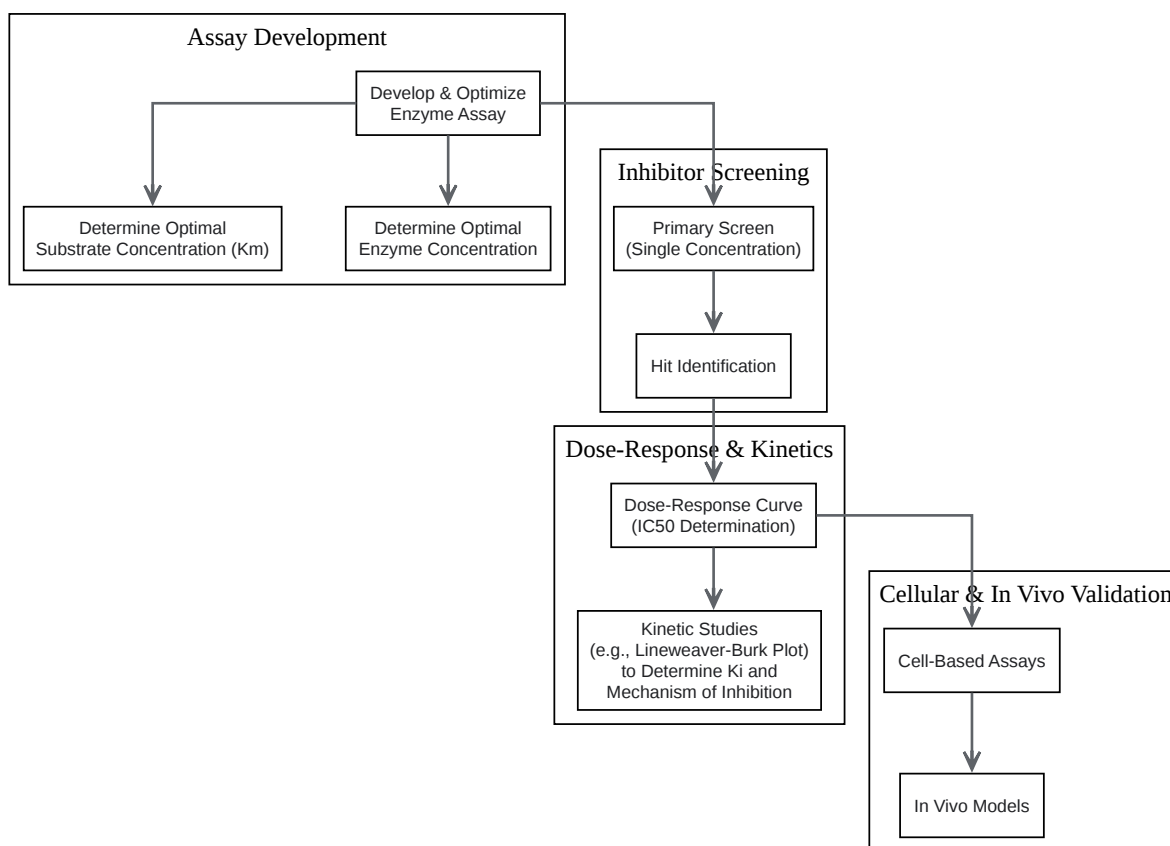 Assay Development
Develop & Optimize
Enzyme Assay
Determine Optimal
Substrate Concentration (Km)
Determine Optimal
Enzyme Concentration
Inhibitor Screening
Primary Screen
(Single Concentration)
Hit Identification
Dose-Response & Kinetics
Dose-Response Curve
(IC50 Determination)
Kinetic Studies
(e.g., Lineweaver-Burk Plot)
to Determine Ki and
Mechanism of Inhibition
Cellular & In Vivo Validation
Cell-Based Assays
In Vivo Models